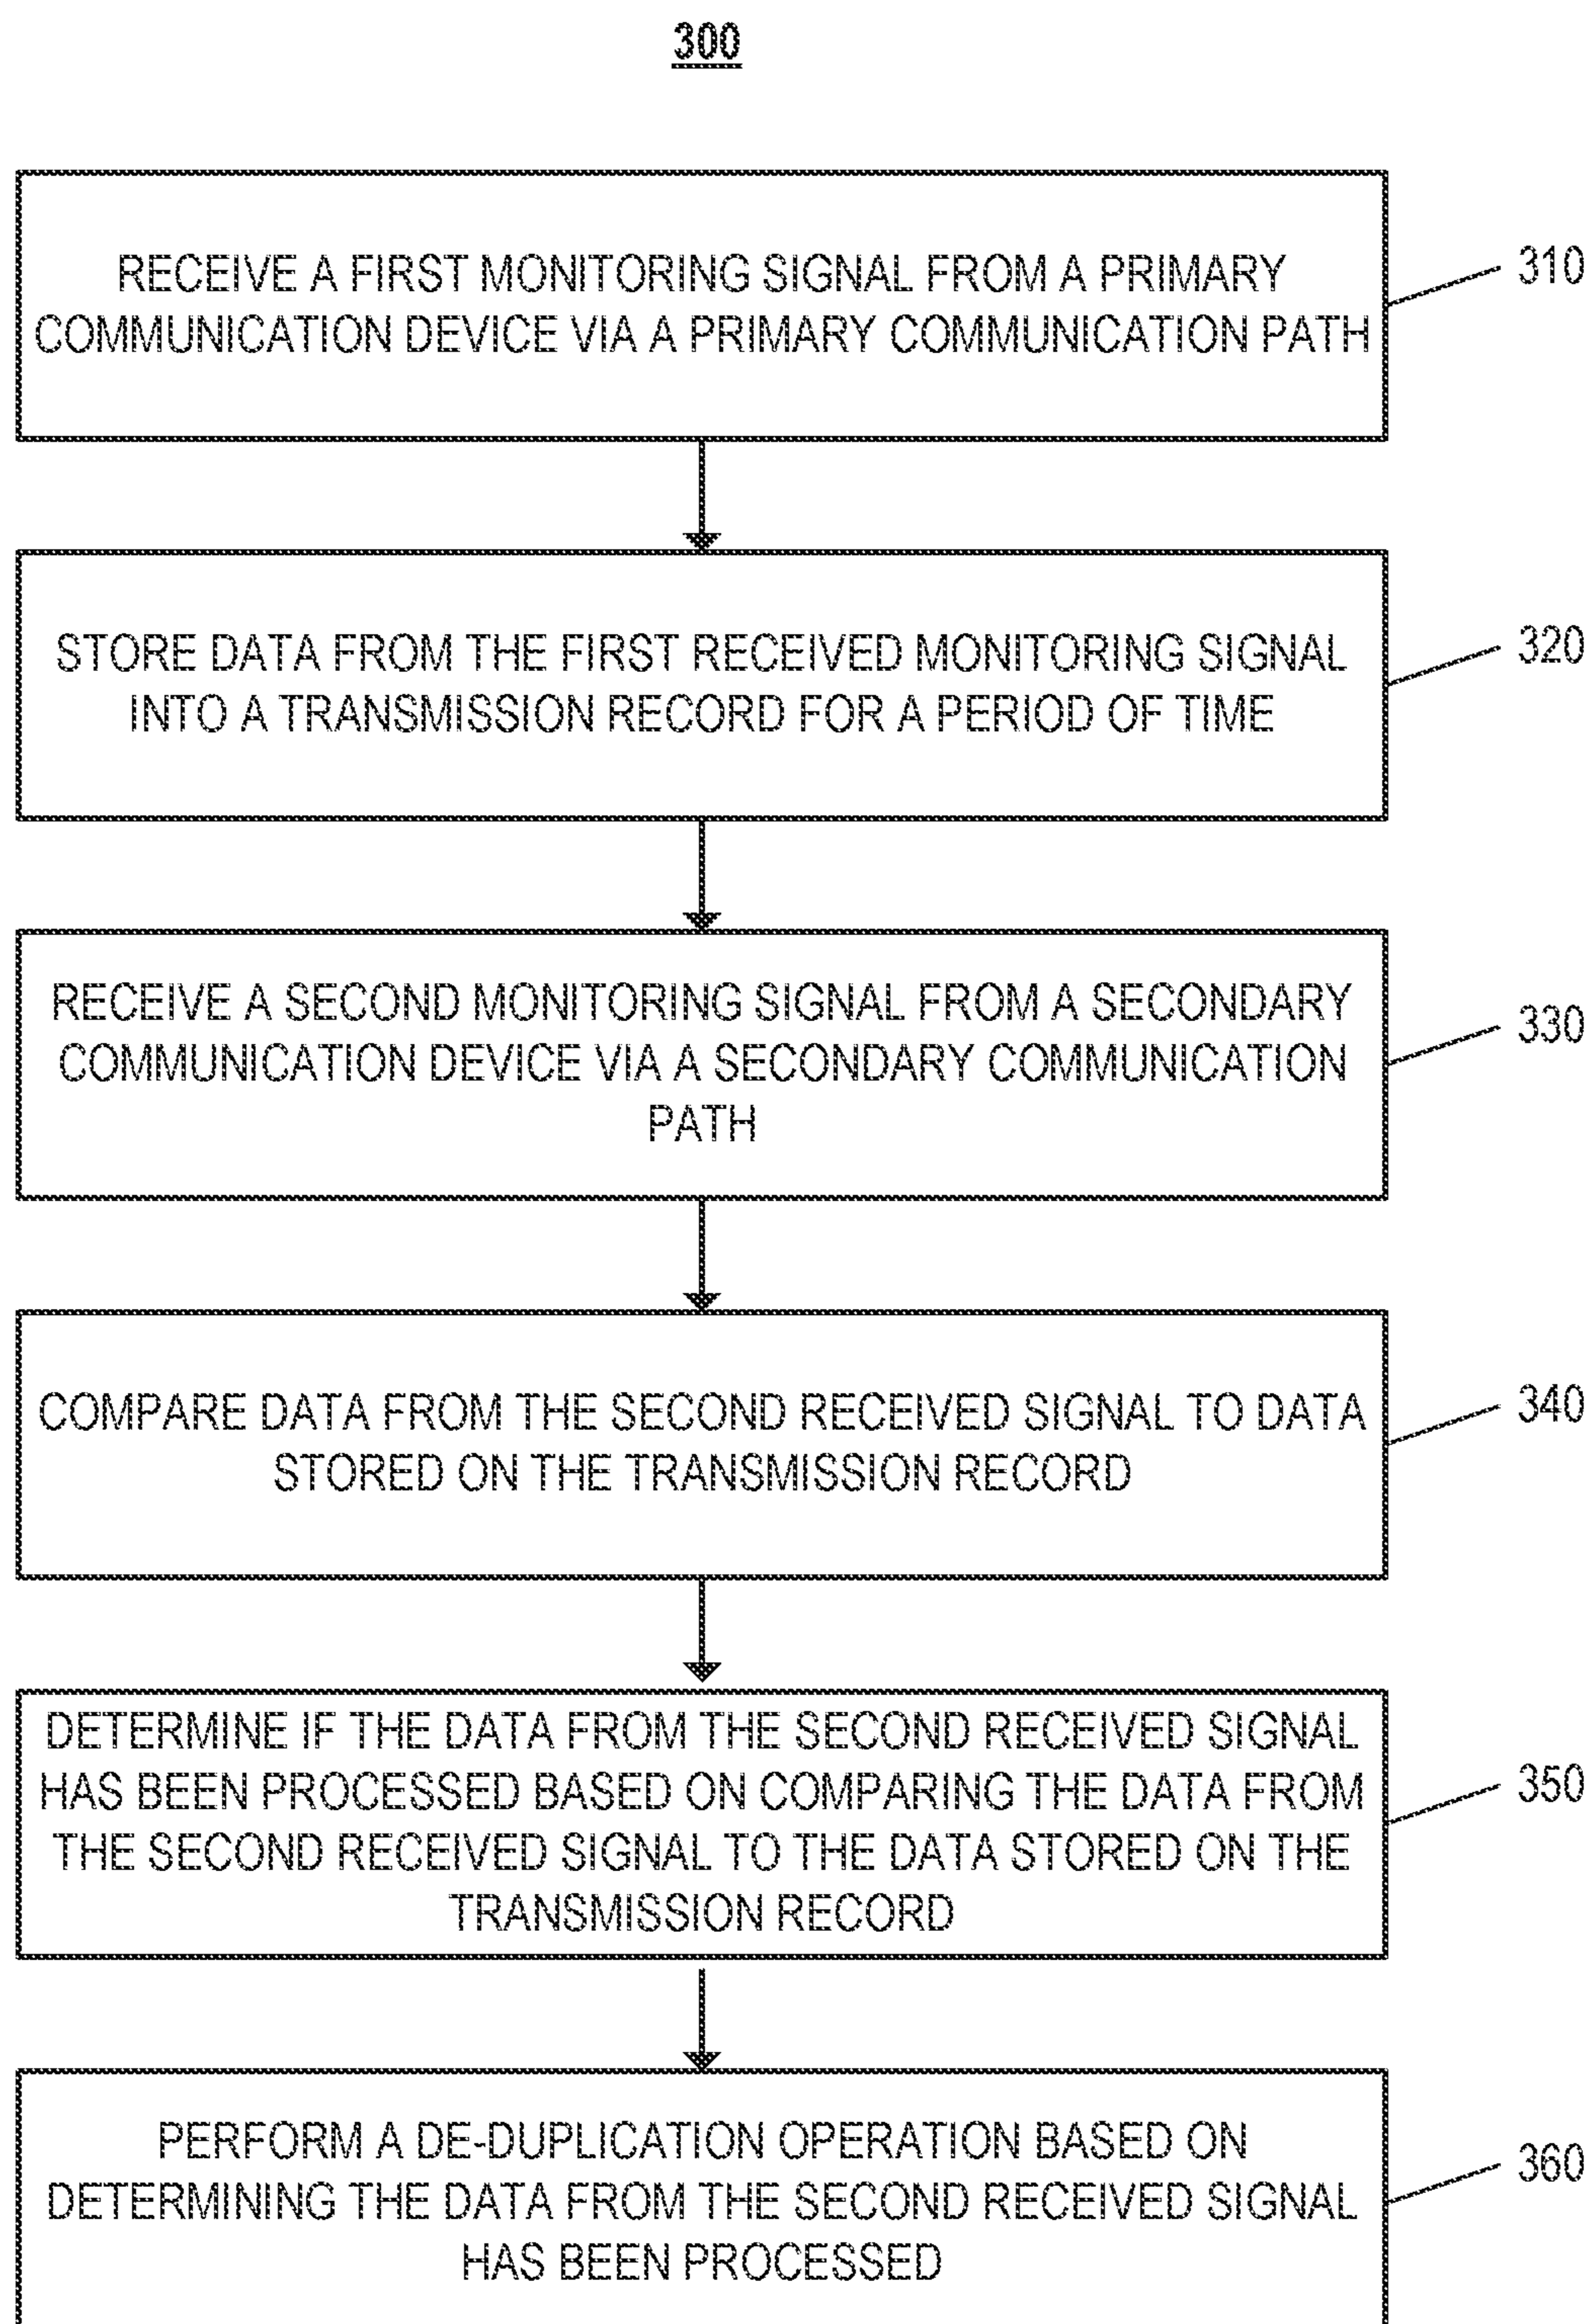 300
RECEIVE A FIRST MONITORING SIGNAL FROM A PRIMARY
COMMUNICATION DEVICE VIA A PRIMARY COMMUNICATION PATH
310
STORE DATA FROM THE FIRST RECEIVED MONITORING SIGNAL
INTO A TRANSMISSION RECORD FOR A PERIOD OF TIME
320
RECEIVE A SECOND MONITORING SIGNAL FROM A SECONDARY
COMMUNICATION DEVICE VIA A SECONDARY COMMUNICATION
PATH
330
COMPARE DATA FROM THE SECOND RECEIVED SIGNAL TO DATA
STORED ON THE TRANSMISSION RECORD
340
DETERMINE IF THE DATA FROM THE SECOND RECEIVED SIGNAL
HAS BEEN PROCESSED BASED ON COMPARING THE DATA FROM
THE SECOND RECEIVED SIGNAL TO THE DATA STORED ON THE
TRANSMISSION RECORD
350
PERFORM A DE-DUPLICATION OPERATION BASED ON
DETERMINING THE DATA FROM THE SECOND RECEIVED SIGNAL
HAS BEEN PROCESSED
360